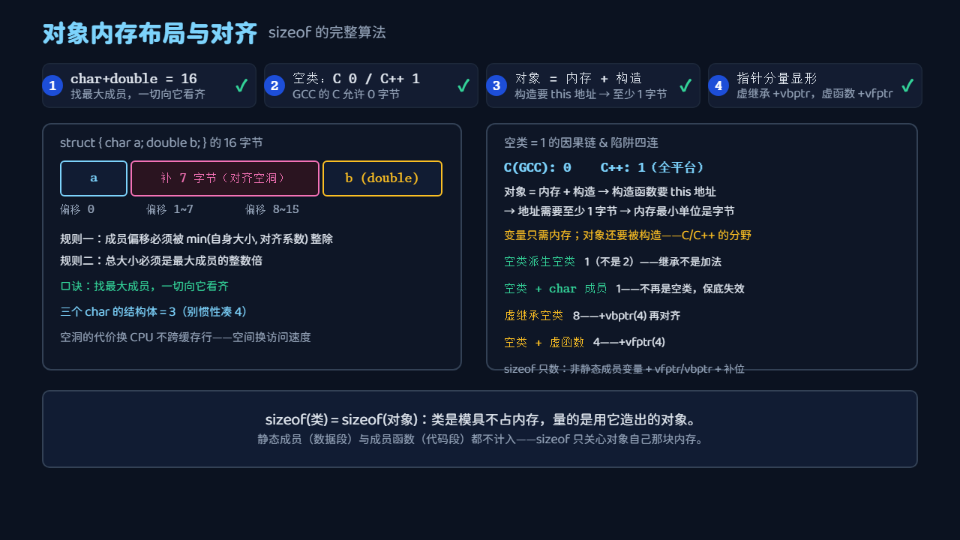 对象内存布局与对齐 sizeof 的完整算法
1 char+double = 16
找最大成员，一切向它看齐
2 空类：C 0 / C++ 1
GCC 的 C 允许 0 字节
3 对象 = 内存 + 构造
构造要 this 地址 → 至少 1 字节
4 指针分量显形
虚继承 +vbptr，虚函数 +vfptr
struct { char a; double b; } 的 16 字节
a
补 7 字节（对齐空洞）
b (double)
偏移 0
偏移 1~7
偏移 8~15
规则一：成员偏移必须被 min(自身大小, 对齐系数) 整除
规则二：总大小必须是最大成员的整数倍
口诀：找最大成员，一切向它看齐
三个 char 的结构体 = 3（别惯性凑 4）
空洞的代价换 CPU 不跨缓存行——空间换访问速度
空类 = 1 的因果链 & 陷阱四连
C(GCC): 0 C++: 1（全平台）
对象 = 内存 + 构造 → 构造函数要 this 地址
→ 地址需要至少 1 字节 → 内存最小单位是字节
变量只需内存；对象还要被构造——C/C++ 的分野
空类派生空类 1（不是 2）——继承不是加法
空类 + char 成员 1——不再是空类，保底失效
虚继承空类 8——+vbptr(4) 再对齐
空类 + 虚函数 4——+vfptr(4)
sizeof 只数：非静态成员变量 + vfptr/vbptr + 补位
sizeof(类) = sizeof(对象)：类是模具不占内存，量的是用它造出的对象。
静态成员（数据段）与成员函数（代码段）都不计入——sizeof 只关心对象自己那块内存。